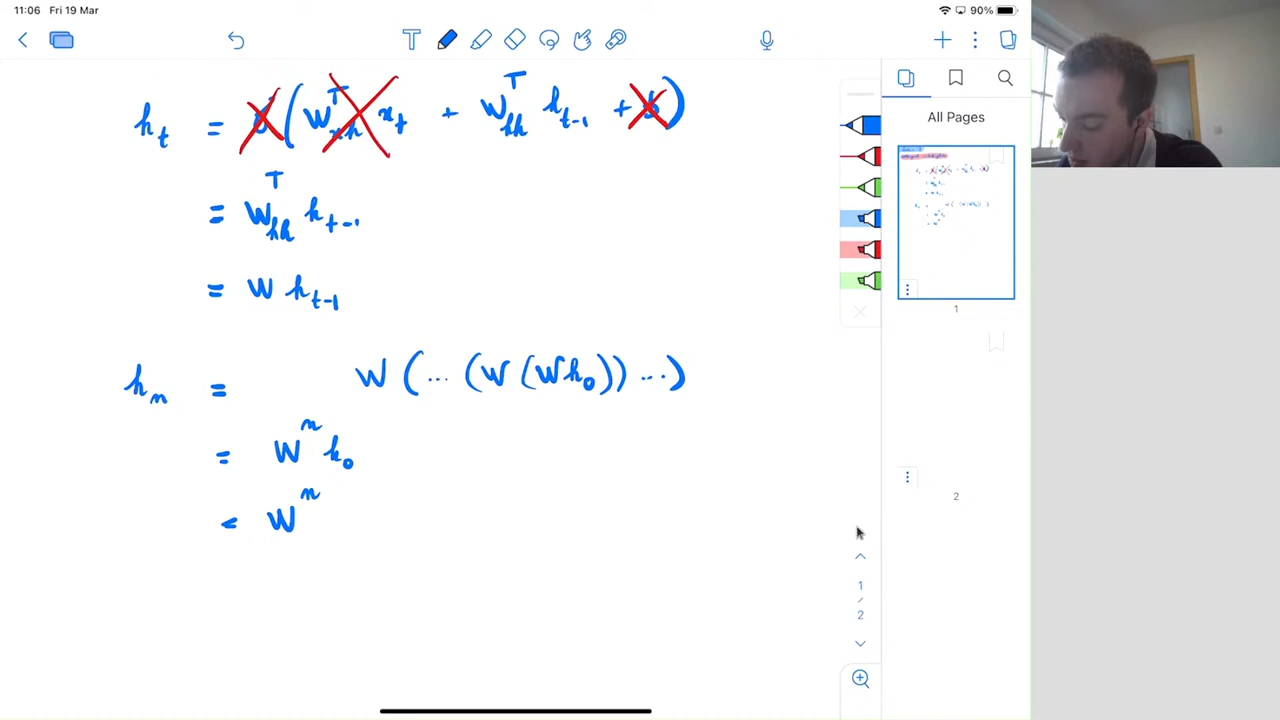 11:06 Fri 19 Mar
90%
h_t = σ(W_xh^T x_t + W_hh^T h_t-1 + b)
All Pages
= W_hh^T h_t-1
= W h_t-1
1
h_n = W(...(W(Wh_0))...)
= W^n h_0
2
= W^n
1
/
2